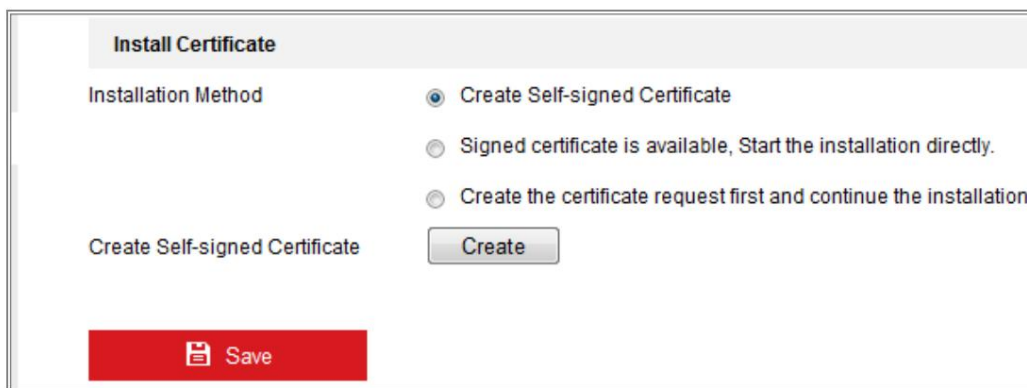 Install Certificate
Installation Method
Create Self-signed Certificate
Signed certificate is available, Start the installation directly.
Create the certificate request first and continue the installation
Create Self-signed Certificate
Create
Save